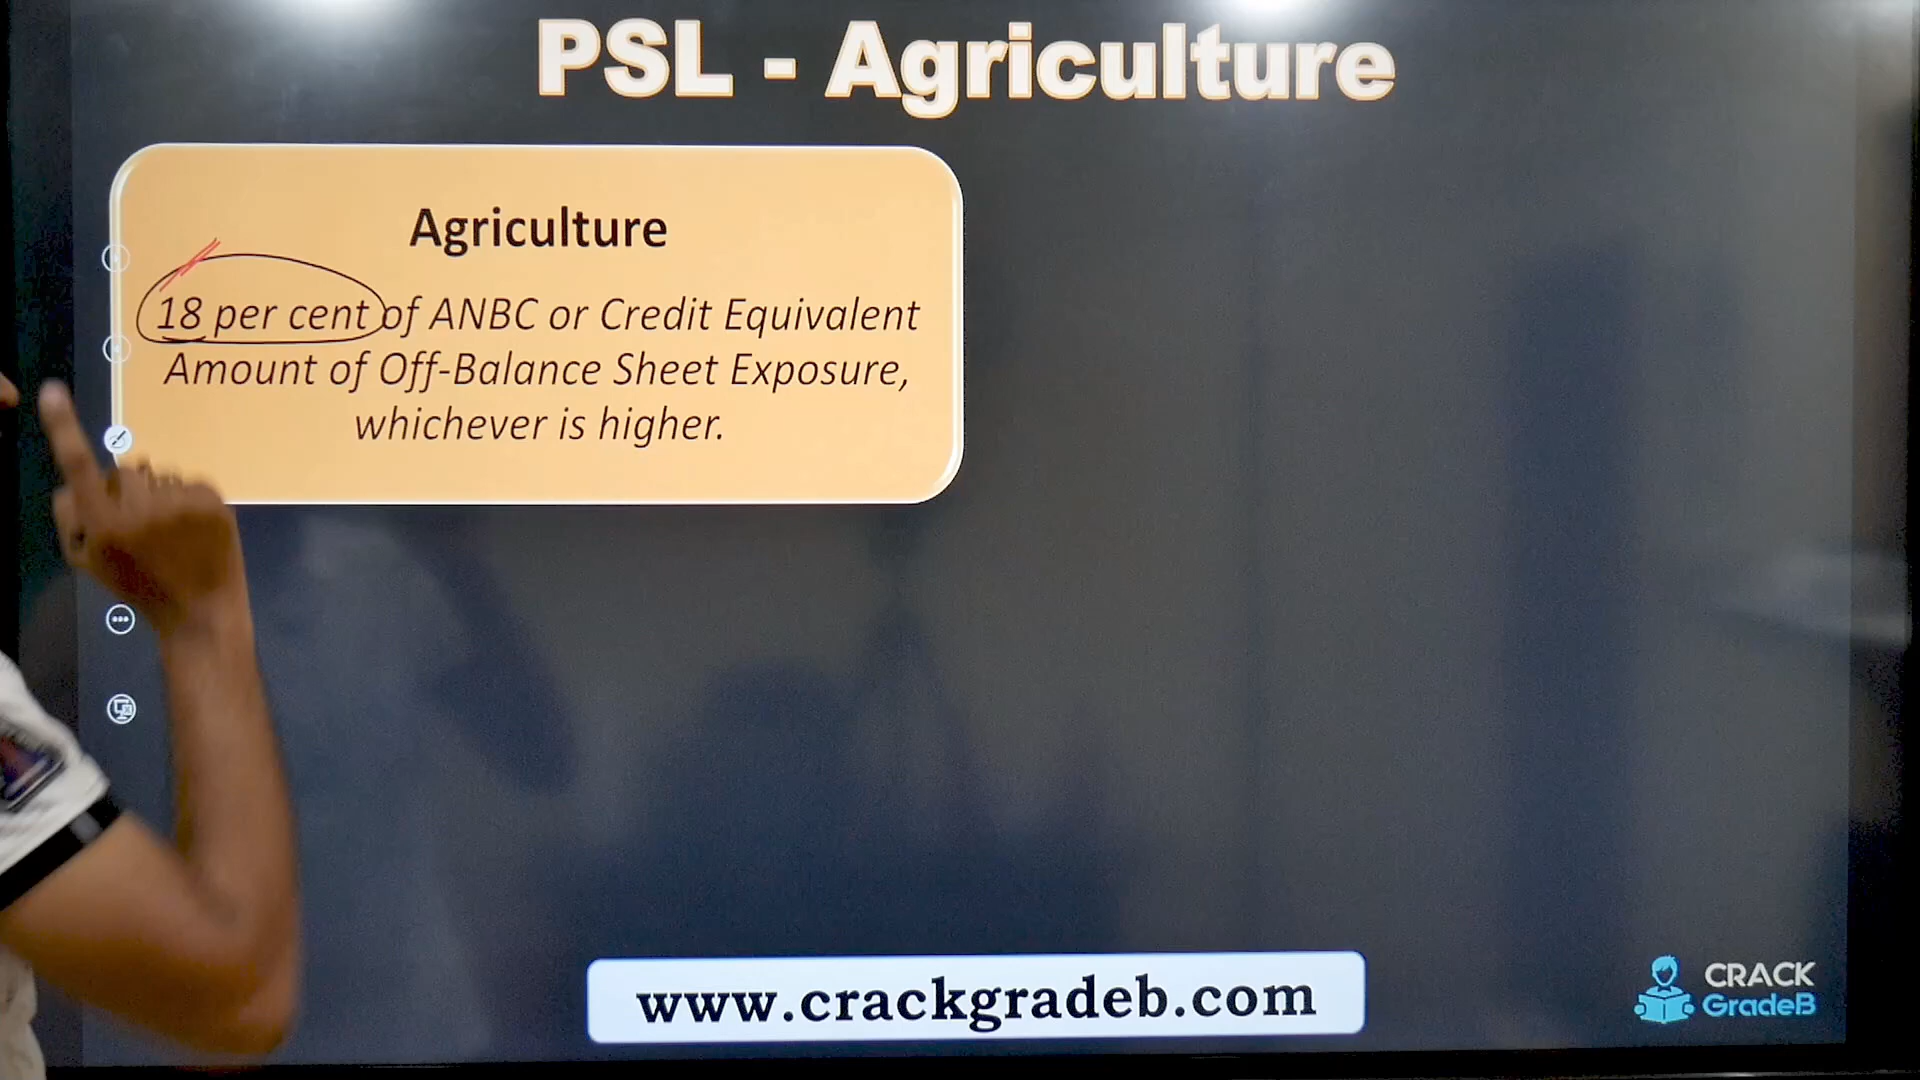 PSL - Agriculture
Agriculture
18 per cent of ANBC or Credit Equivalent
Amount of Off-Balance Sheet Exposure,
whichever is higher.
www.crackgradeb.com
CRACK
GradeB